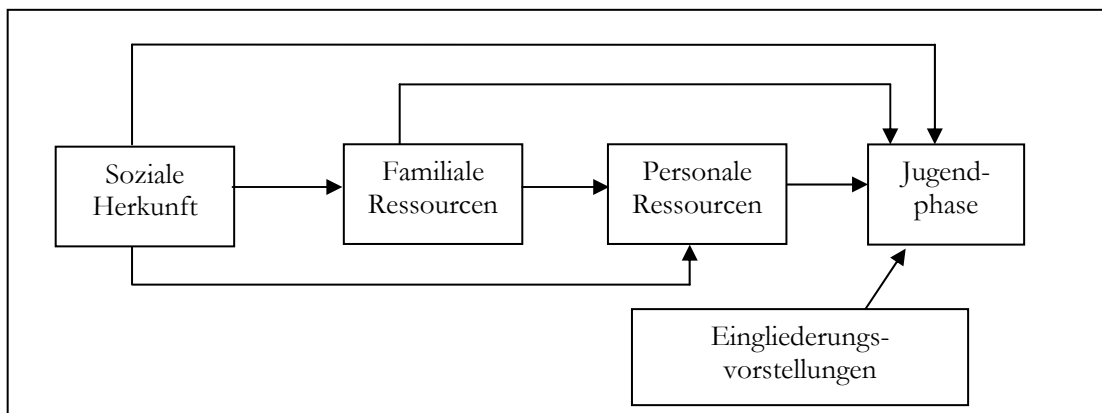 Soziale
Herkunft
Familiale
Ressourcen
Personale
Ressourcen
Jugend-
phase
Eingliederungs-
vorstellungen